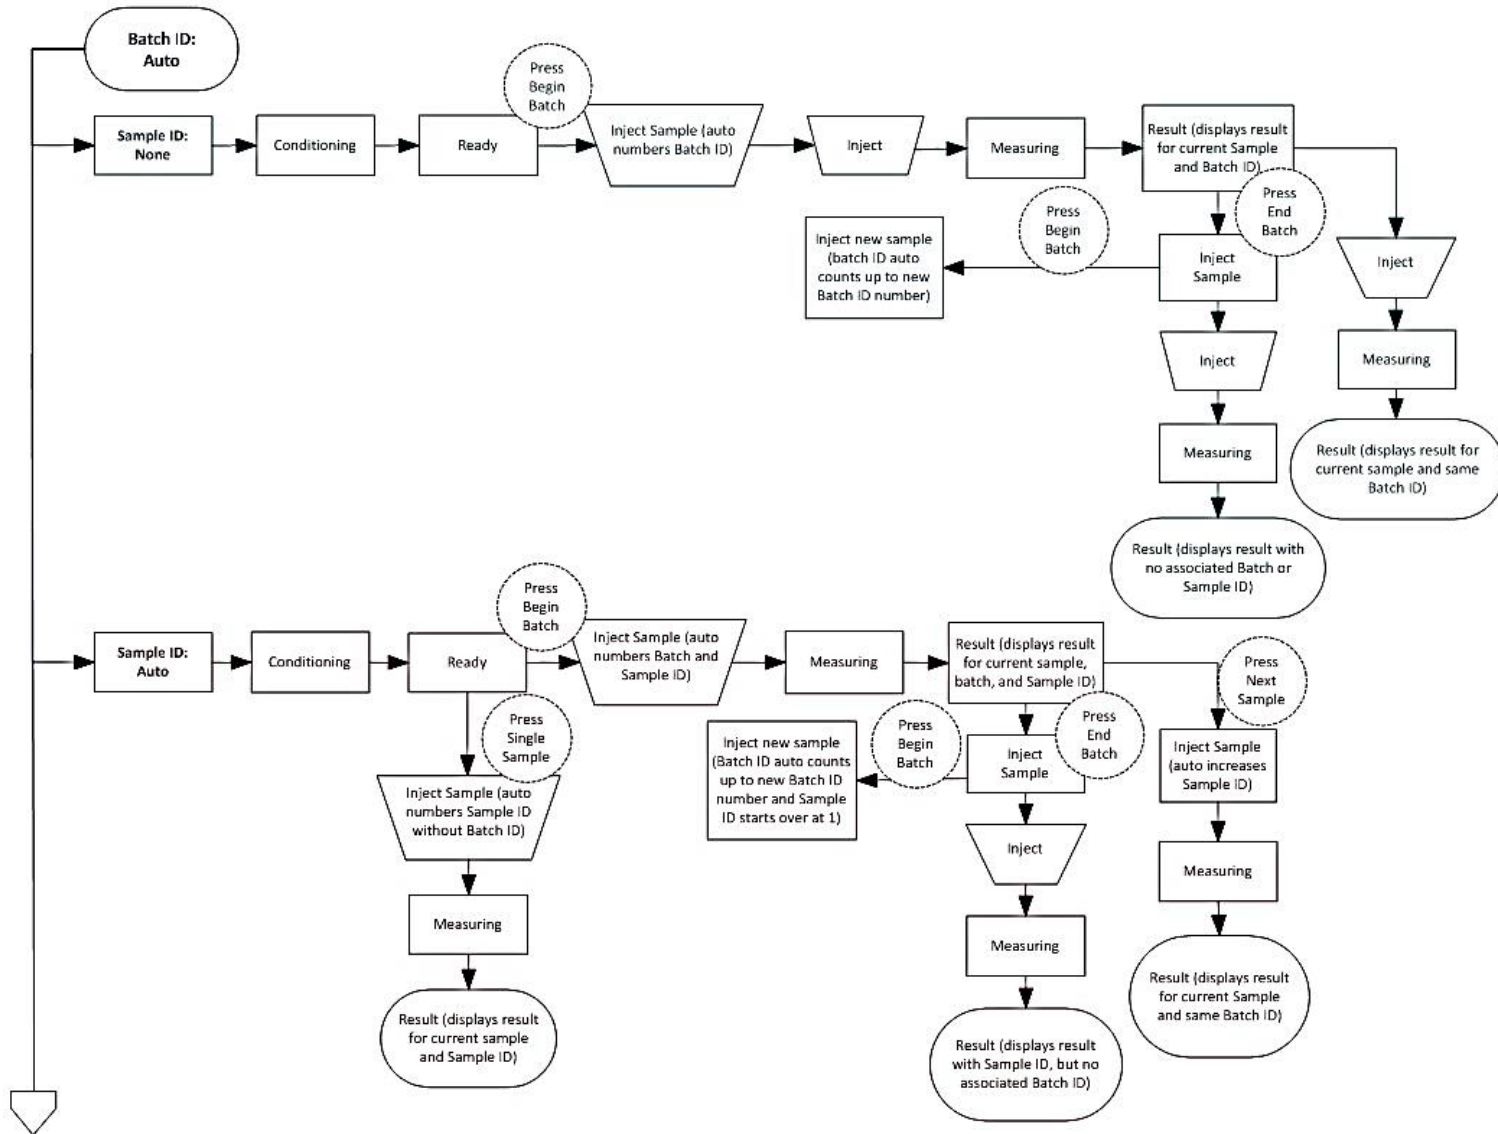 Batch ID:
Auto
Press
Begin
Batch
Sample ID:
None
Conditioning
Ready
Inject Sample (auto
numbers Batch ID)
Inject
Measuring
Result (displays result
for current Sample
and Batch ID)
Press
End
Batch
Press
Begin
Batch
Inject new sample
(batch ID auto
counts up to new
Batch ID number)
Inject
Sample
Inject
Inject
Measuring
Measuring
Result (displays result for
current sample and same
Batch ID)
Result (displays result with
no associated Batch or
Sample ID)
Press
Begin
Batch
Sample ID:
Auto
Conditioning
Ready
Inject Sample (auto
numbers Batch and
Sample ID)
Measuring
Result (displays result
for current sample,
batch, and Sample ID)
Press
Next
Sample
Press
Single
Sample
Press
Begin
Batch
Press
End
Batch
Inject new sample
(Batch ID auto counts
up to new Batch ID
number and Sample
ID starts over at 1)
Inject
Sample
Inject Sample
(auto increases
Sample ID)
Inject Sample (auto
numbers Sample ID
without Batch ID)
Inject
Measuring
Measuring
Measuring
Result (displays result
for current sample
and Sample ID)
Result (displays result
for current Sample
and same Batch ID)
Result (displays result
with Sample ID, but no
associated Batch ID)